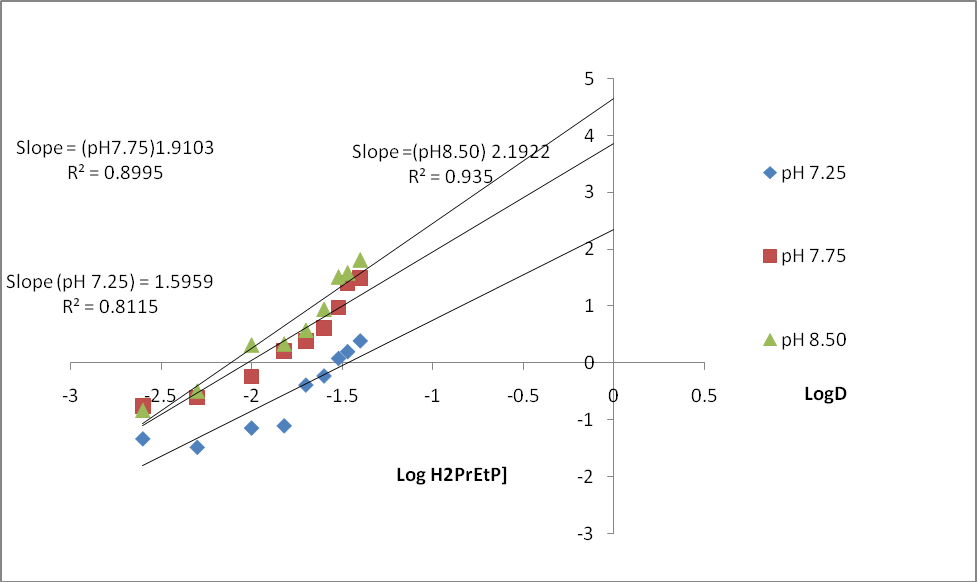 5
Slope = (pH7.75)1.9103
R² = 0.8995
Slope =(pH8.50) 2.1922
R² = 0.935
4
3
2
1
0
-1
-2
-3
Slope (pH 7.25) = 1.5959
R² = 0.8115
-3
-2.5
-2
-1.5
-1
-0.5
0
0.5
LogD
Log H2PrEtP]
pH 7.25
pH 7.75
pH 8.50